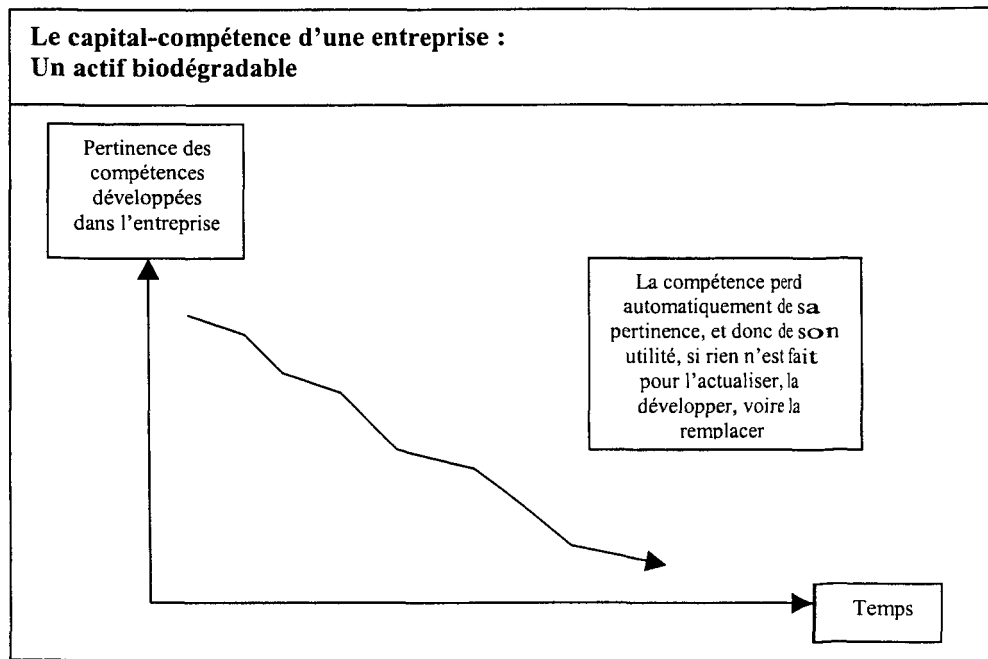 Le capital-compétence d'une entreprise :
Un actif biodégradable
Pertinence des
compétences
développées
dans l'entreprise
La compétence perd
automatiquement de sa
pertinence, et donc de son
utilité, si rien n'est fait
pour l'actualiser, la
développer, voire la
remplacer
Temps